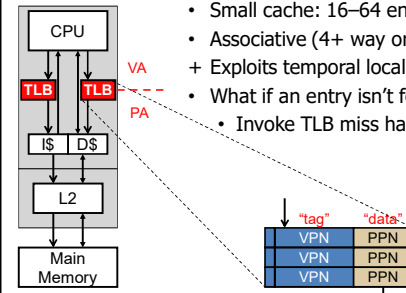 • Small cache: 16–64 en
• Associative (4+ way or
+ Exploits temporal local
• What if an entry isn't f
• Invoke TLB miss ha
CPU
VA
TLB TLB
PA
I$ D$
L2
Main
Memory
"tag" "data"
VPN PPN
VPN PPN
VPN PPN